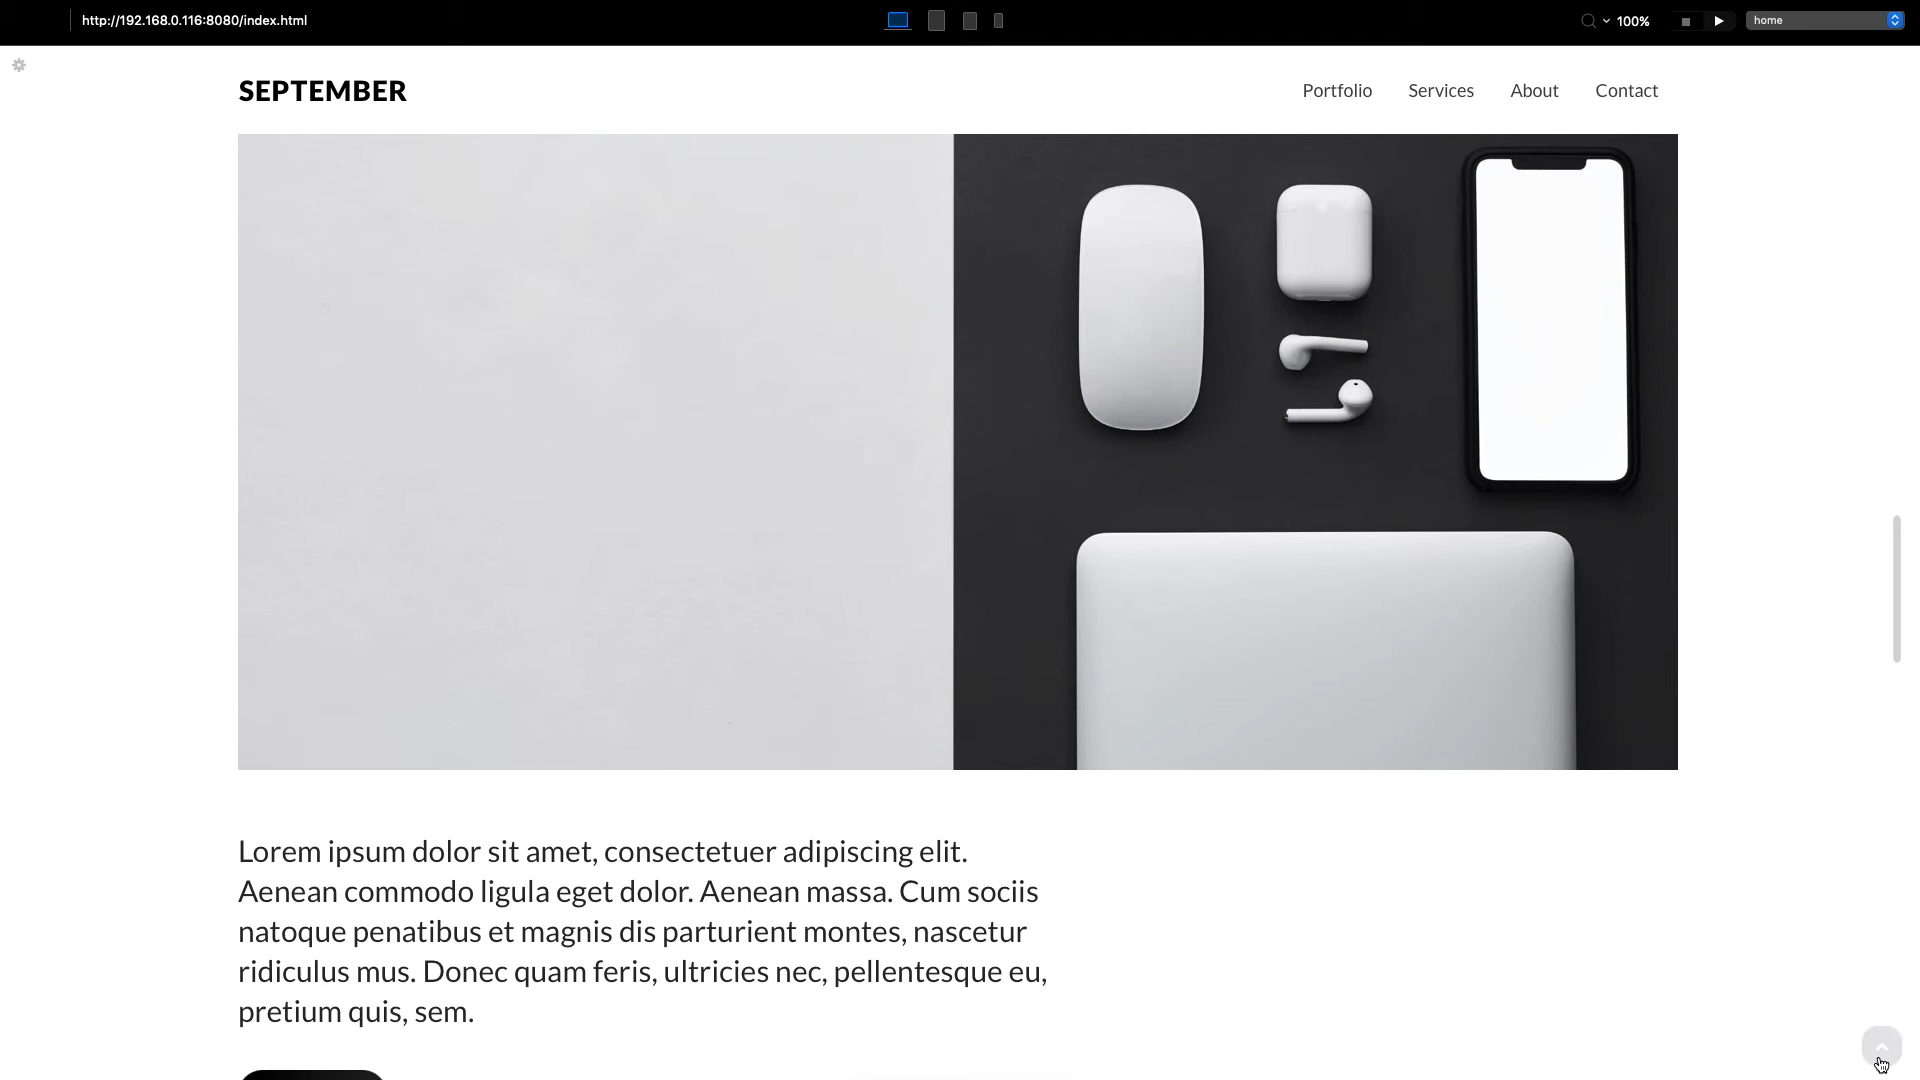 http://192.168.0.116:8080/index.html
100%
home
SEPTEMBER
Portfolio
Services
About
Contact
Lorem ipsum dolor sit amet, consectetuer adipiscing elit.
Aenean commodo ligula eget dolor. Aenean massa. Cum sociis
natoque penatibus et magnis dis parturient montes, nascetur
ridiculus mus. Donec quam feris, ultricies nec, pellentesque eu,
pretium quis, sem.